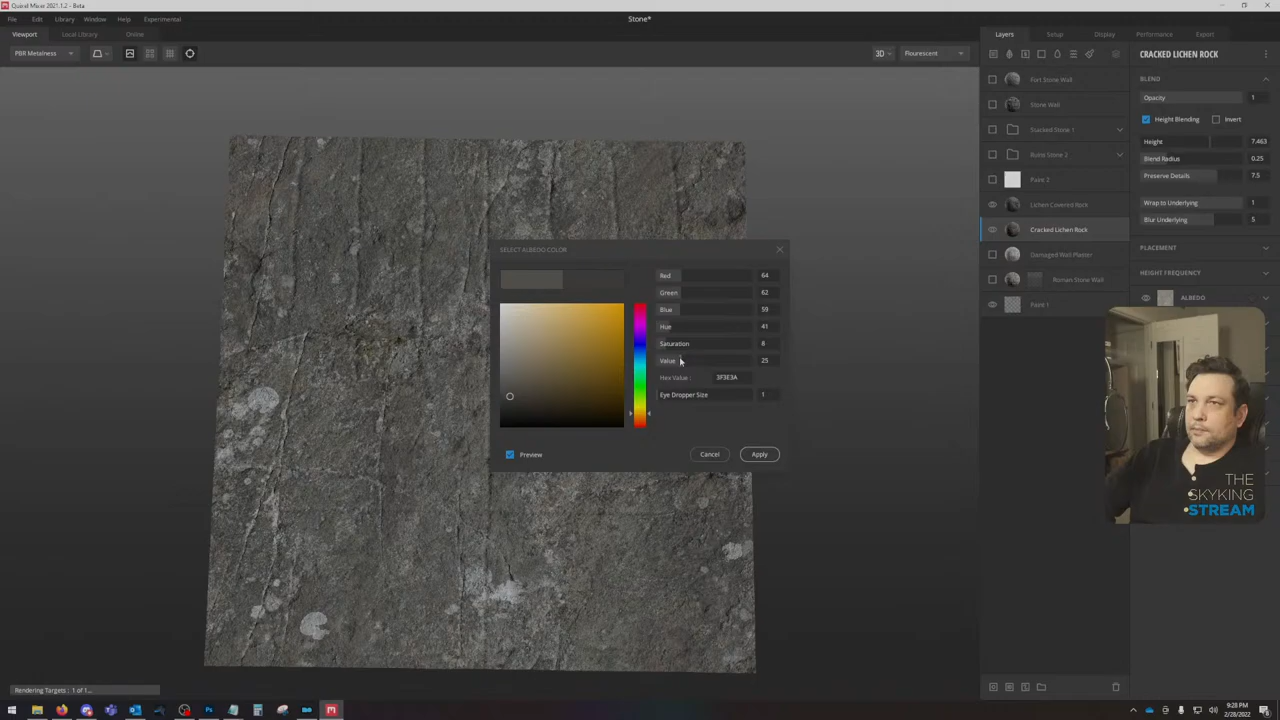 Quixel Mixer 2021.1.2 - Beta
File Edit Library Window Help Experimental
Stone*
Viewport Local Library Online
Layers Setup Display Performance Export
PBR Metalness
3D Flourescent
CRACKED LICHEN ROCK
BLEND
Opacity 1
Height Blending Invert
Height 7.463
Blend Radius 0.25
Preserve Details 7.5
Wrap to Underlying 1
Blur Underlying 5
PLACEMENT
HEIGHT FREQUENCY
ALBEDO
Fort Stone Wall
Stone Wall
Stacked Stone 1
Ruins Stone 2
Paint 2
Lichen Covered Rock
Cracked Lichen Rock
Damaged Wall Plaster
Roman Stone Wall
Paint 1
SELECT ALBEDO COLOR
Red 64
Green 62
Blue 59
Hue 41
Saturation 8
Value 25
Hex Value : 3F3E3A
Eye Dropper Size 1
Preview
Cancel Apply
THE
SKYKING
STREAM
Rendering Targets : 1 of 1...
9:28 PM
2/28/2022